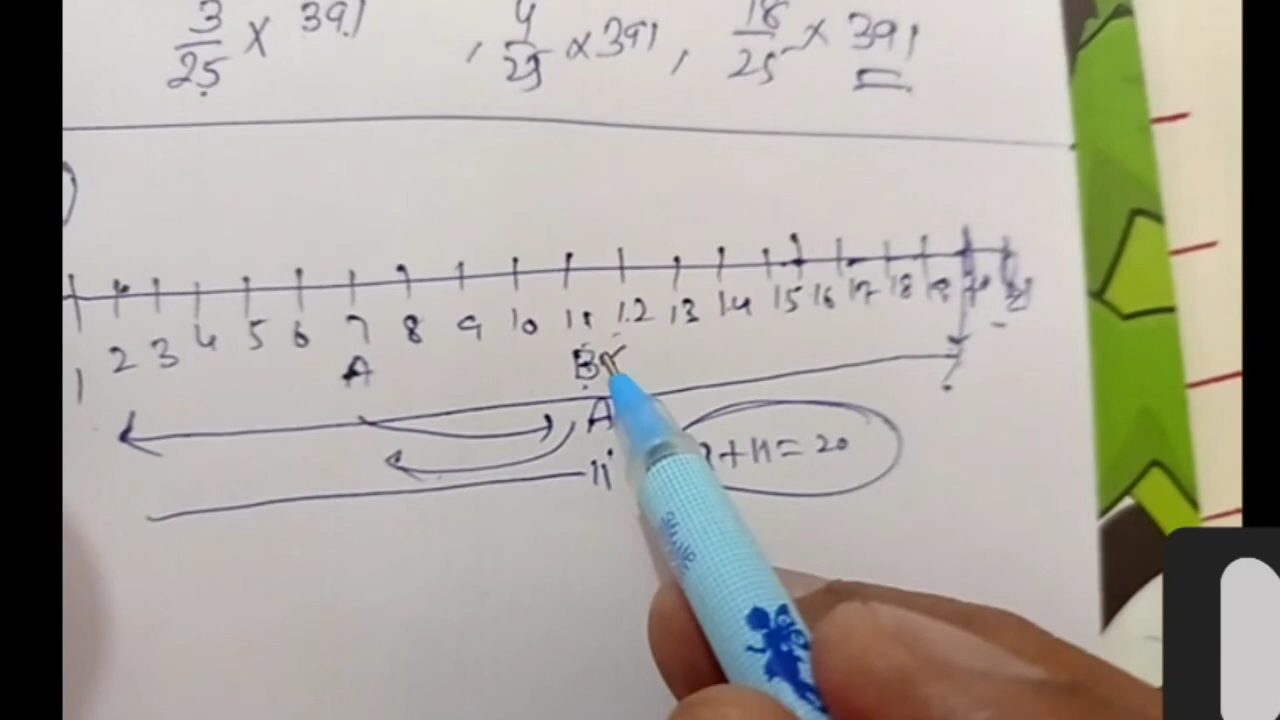 3/25 × 391 , 4/25 × 391 , 18/25 × 391
1 2 3 4 5 6 7 8 9 10 11 12 13 14 15 16 17 18 19
A B
A
11 + 11 = 20